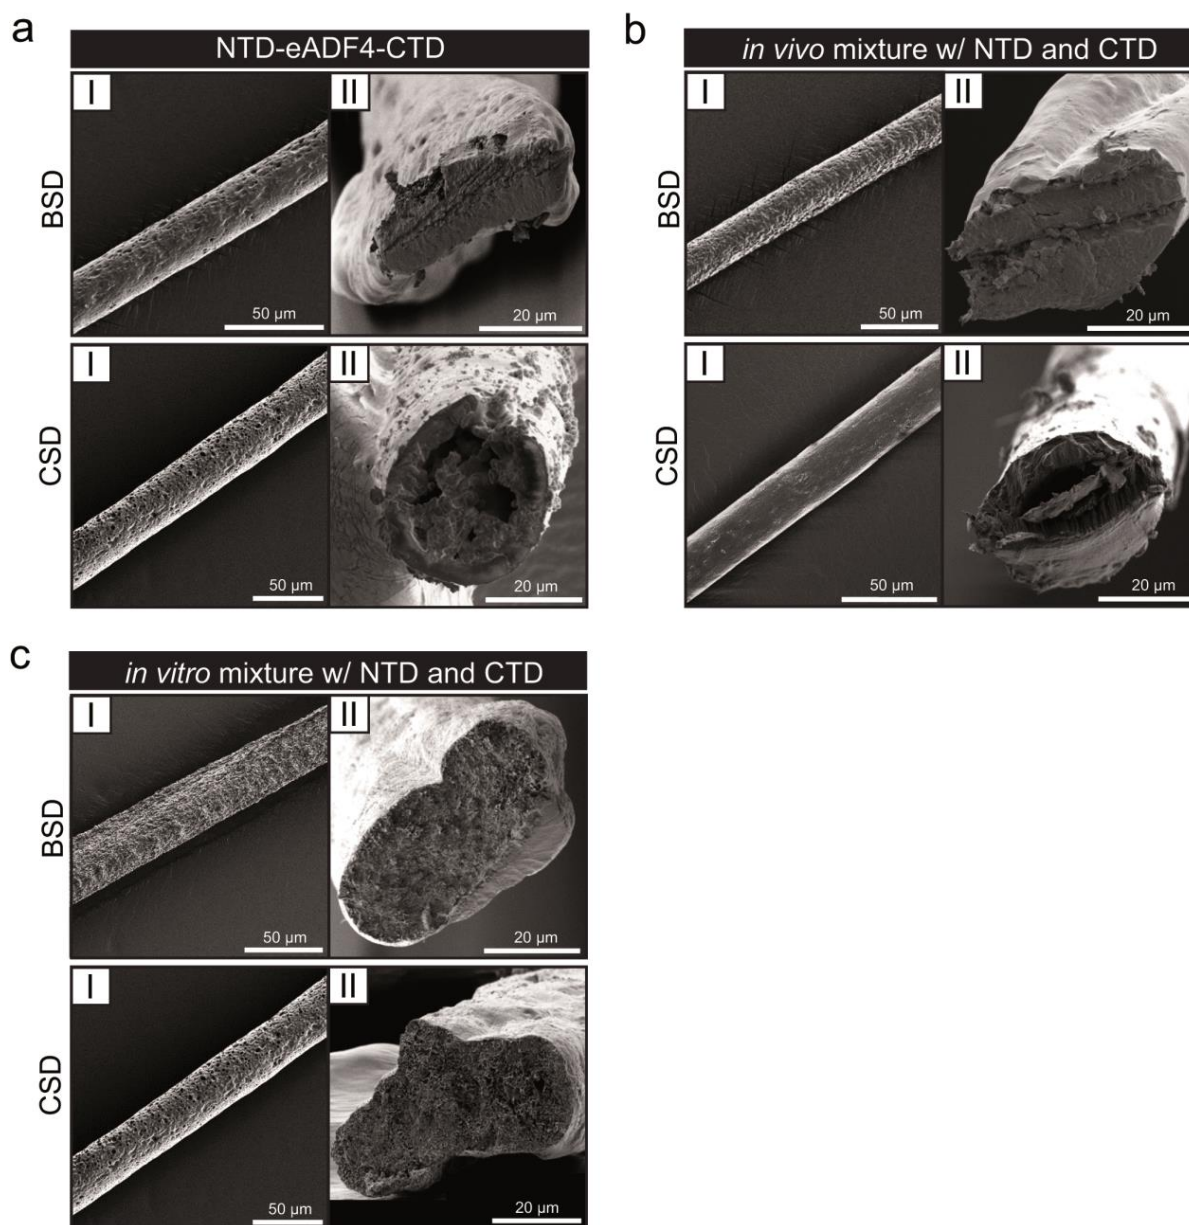 a
NTD-eADF4-CTD
BSD
I
50 µm
II
20 µm
CSD
I
50 µm
II
20 µm
b
in vivo mixture w/ NTD and CTD
BSD
I
50 µm
II
20 µm
CSD
I
50 µm
II
20 µm
c
in vitro mixture w/ NTD and CTD
BSD
I
50 µm
II
20 µm
CSD
I
50 µm
II
20 µm